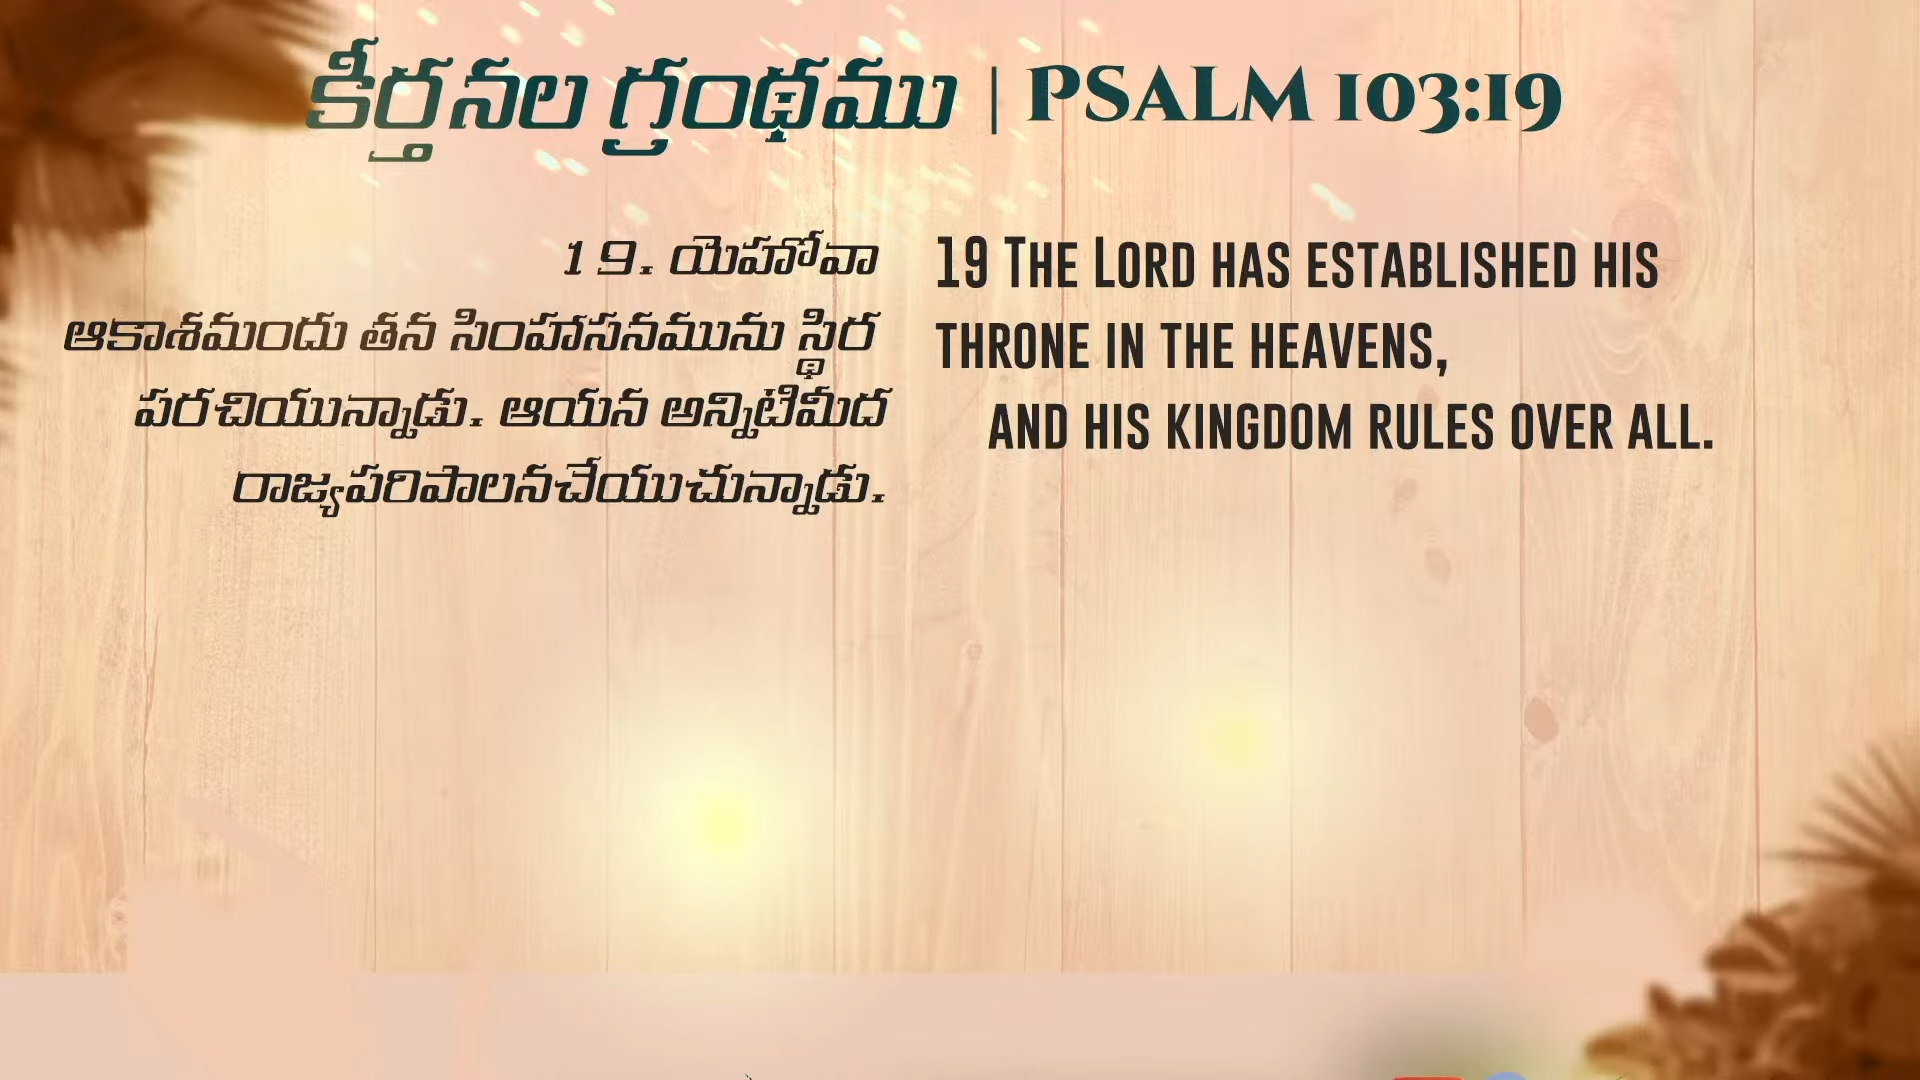 కీర్తనల గ్రంథము | PSALM 103:19
19. యెహోవా
ఆకాశమందు తన సింహాసనమును స్థిర
పరచియున్నాడు. ఆయన అన్నిటిమీద
రాజ్యపరిపాలనచేయుచున్నాడు.
19 The Lord has established his
throne in the heavens,
and his kingdom rules over all.